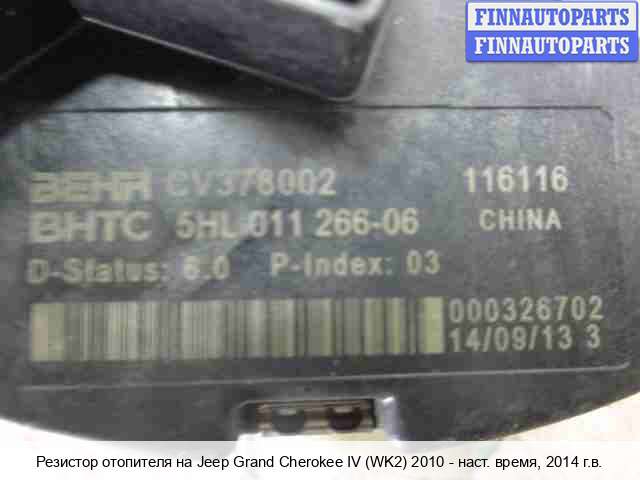 FINNAUTOPARTS
FINNAUTOPARTS
BEHR CV378002 116116
BHTC 5HL 011 266-06 CHINA
D-Status: 6.0 P-Index: 03
000326702
14/09/13 3
Резистор отопителя на Jeep Grand Cherokee IV (WK2) 2010 - наст. время, 2014 г.в.